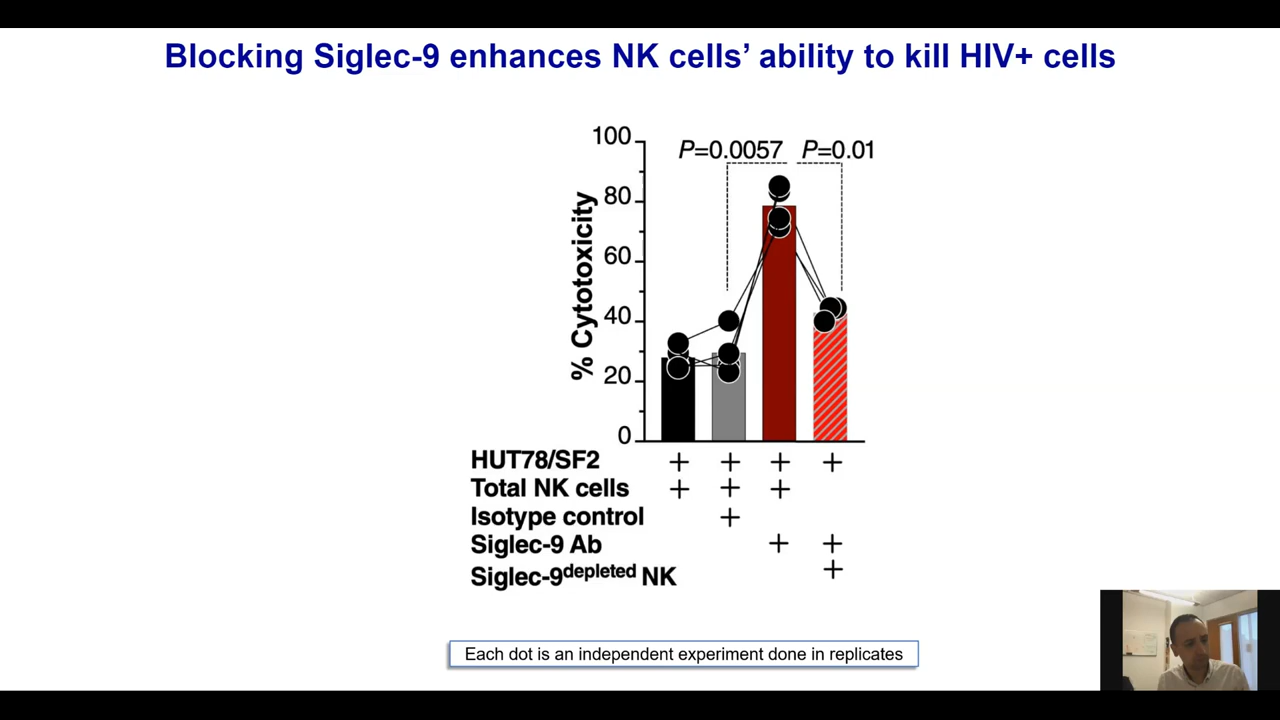 Blocking Siglec-9 enhances NK cells’ ability to kill HIV+ cells
P=0.0057 P=0.01
% Cytotoxicity
100
80
60
40
20
0
HUT78/SF2 + + + +
Total NK cells + + +
Isotype control +
Siglec-9 Ab + +
Siglec-9depleted NK +
Each dot is an independent experiment done in replicates